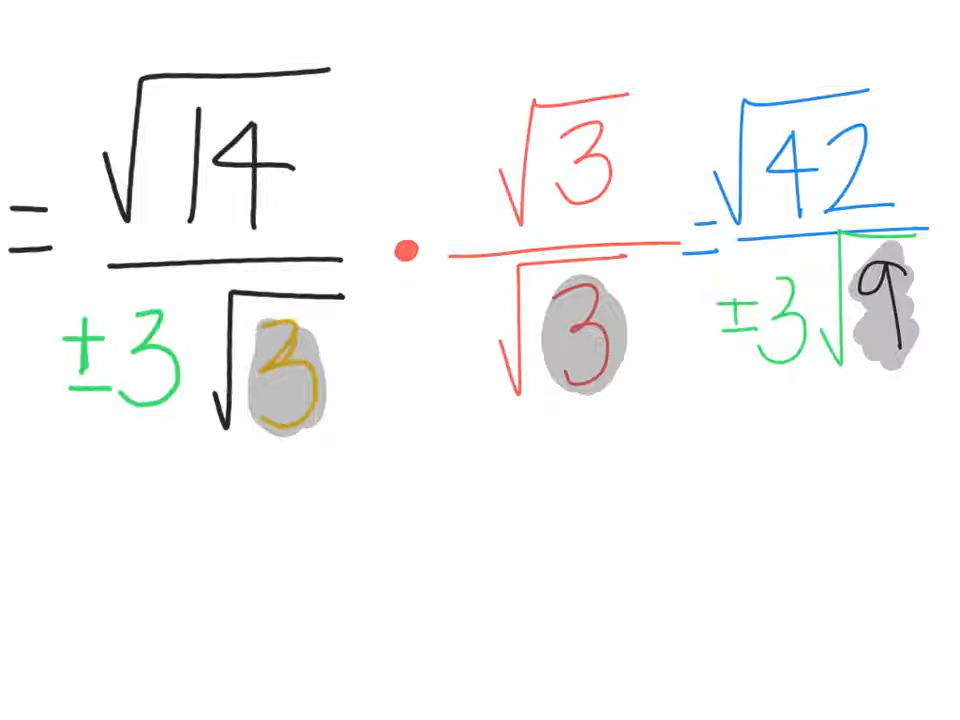 = √14 / ±3√3 · √3 / √3 = √42 / ±3√9